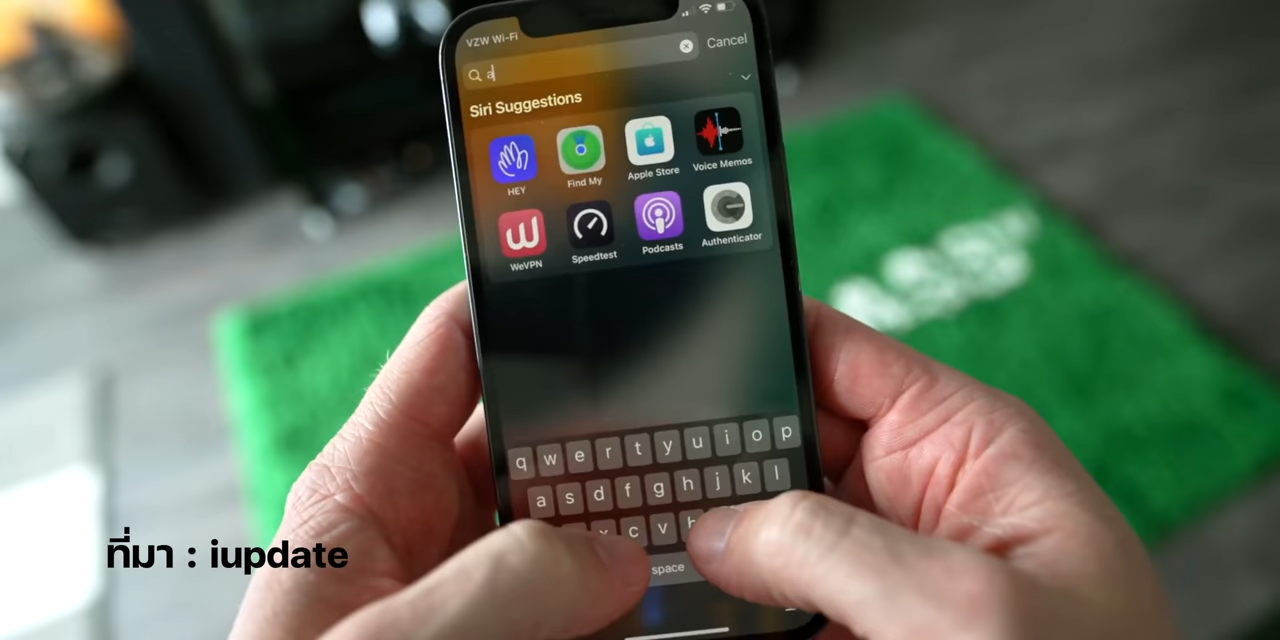 VZW Wi-Fi
a
Cancel
Siri Suggestions
HEY
Find My
Apple Store
Voice Memos
WeVPN
Speedtest
Podcasts
Authenticator
q w e r t y u i o p
a s d f g h j k l
x c v b
space
ที่มา : iupdate